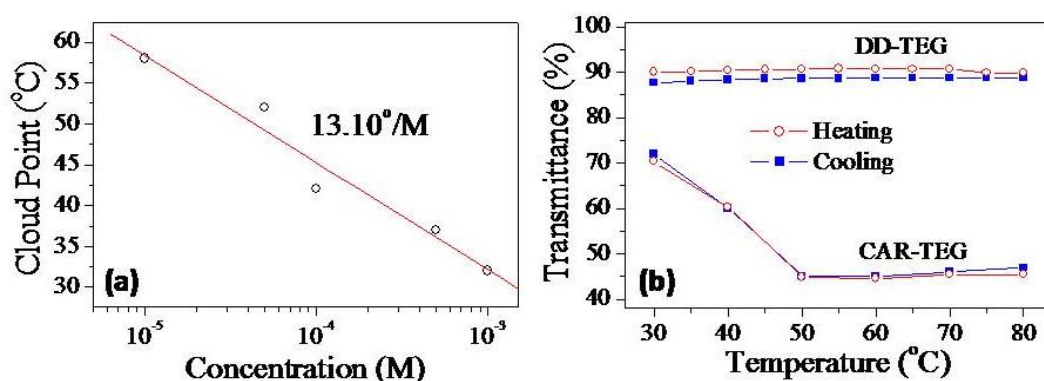 Cloud Point (°C)
60
55
50
45
40
35
30
13.10°/M
(a)
10⁻⁵
10⁻⁴
10⁻³
Concentration (M)
Transmittance (%)
100
90
80
70
60
50
40
DD-TEG
Heating
Cooling
CAR-TEG
(b)
30
40
50
60
70
80
Temperature (°C)